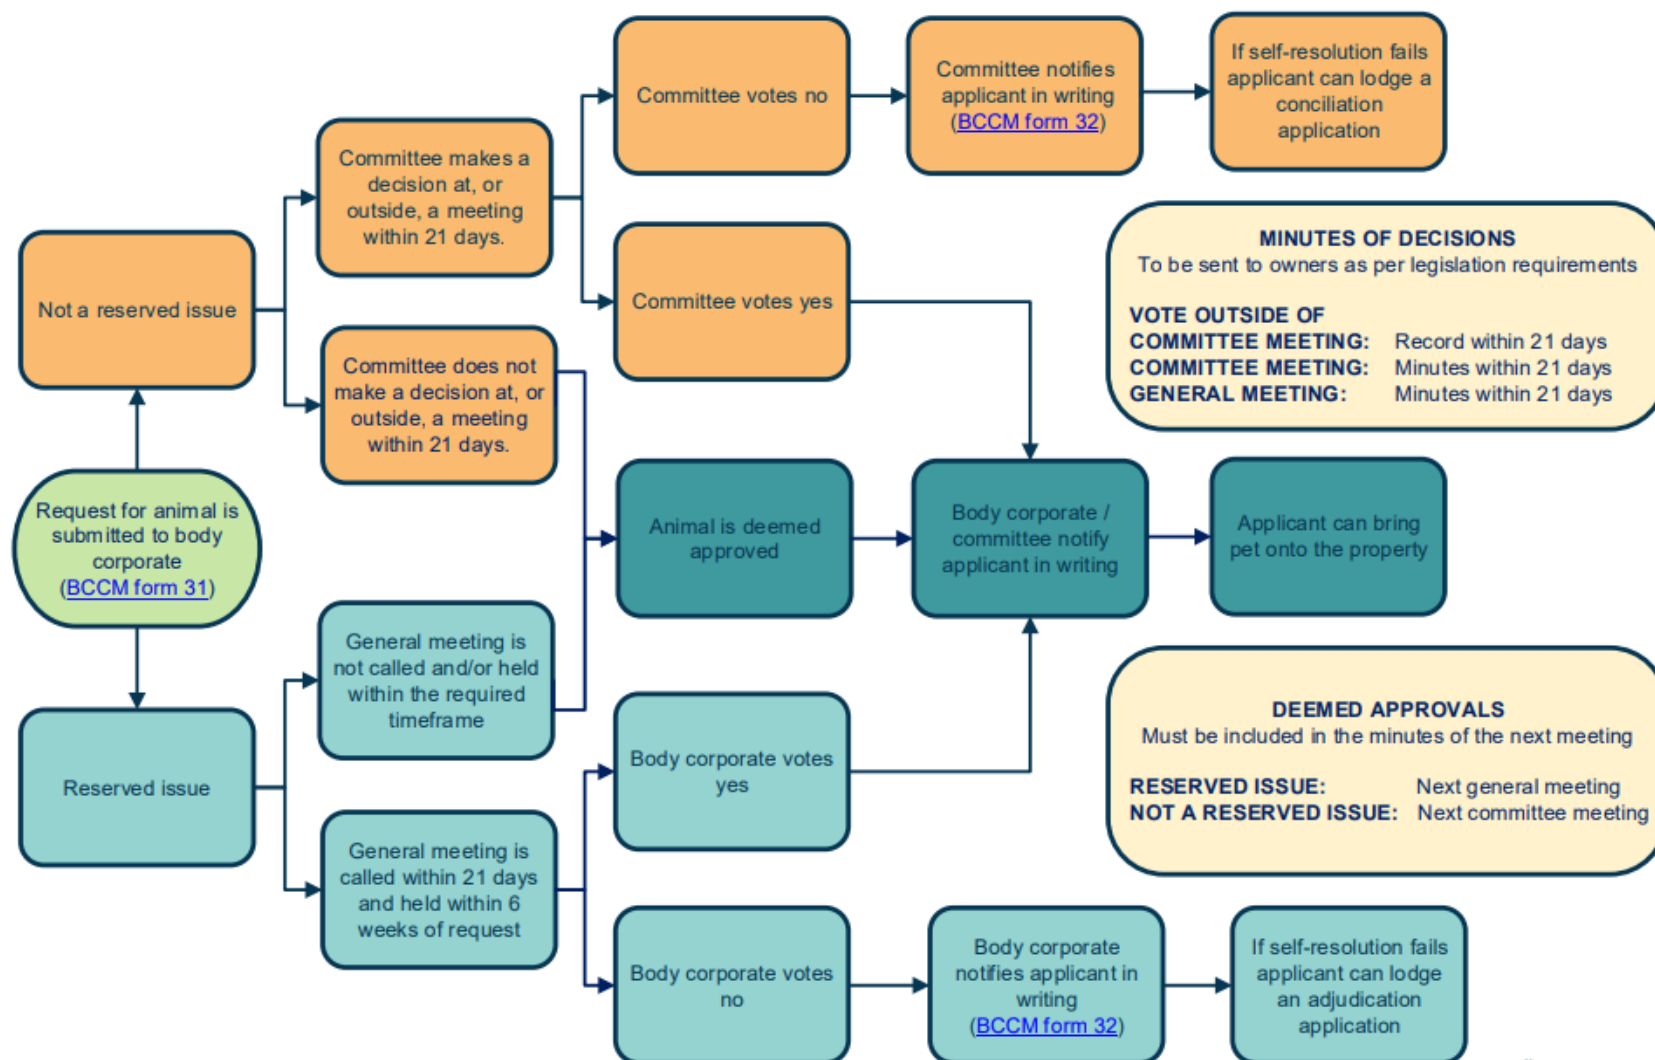 Committee votes no
Committee notifies
applicant in writing
(BCCM form 32)
If self-resolution fails
applicant can lodge a
conciliation
application
Committee makes a
decision at, or
outside, a meeting
within 21 days.
Not a reserved issue
Committee votes yes
Committee does not
make a decision at, or
outside, a meeting
within 21 days.
MINUTES OF DECISIONS
To be sent to owners as per legislation requirements
VOTE OUTSIDE OF
COMMITTEE MEETING: Record within 21 days
COMMITTEE MEETING: Minutes within 21 days
GENERAL MEETING: Minutes within 21 days
Request for animal is
submitted to body
corporate
(BCCM form 31)
Animal is deemed
approved
Body corporate /
committee notify
applicant in writing
Applicant can bring
pet onto the property
General meeting is
not called and/or held
within the required
timeframe
Reserved issue
Body corporate votes
yes
General meeting is
called within 21 days
and held within 6
weeks of request
DEEMED APPROVALS
Must be included in the minutes of the next meeting
RESERVED ISSUE: Next general meeting
NOT A RESERVED ISSUE: Next committee meeting
Body corporate votes
no
Body corporate
notifies applicant in
writing
(BCCM form 32)
If self-resolution fails
applicant can lodge
an adjudication
application